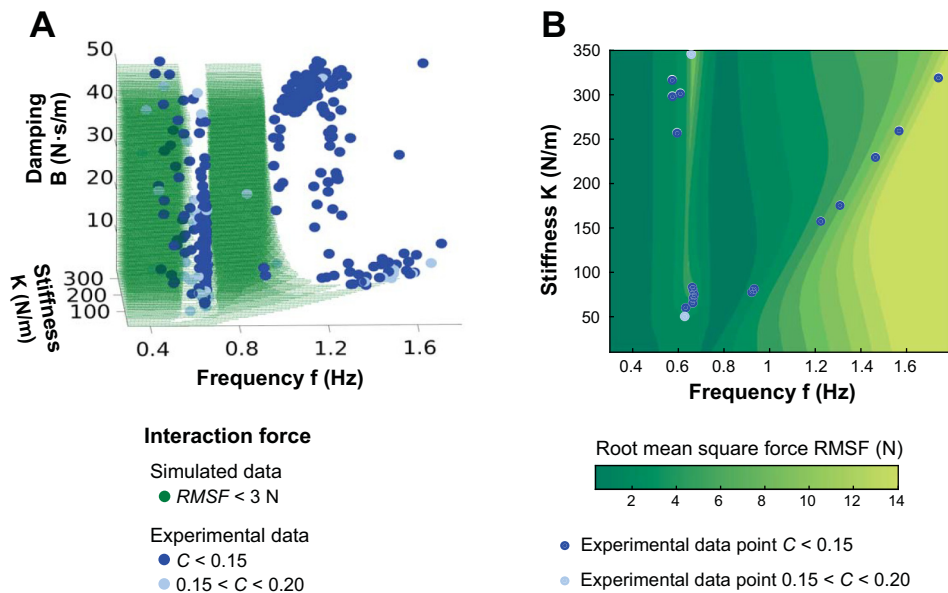 A
50
40
30
20
10
Damping
B (N·s/m)
300
200
100
Stiffness
K (N/m)
0.4
0.8
1.2
1.6
Frequency f (Hz)
Interaction force
Simulated data
RMSF < 3 N
Experimental data
C < 0.15
0.15 < C < 0.20
B
350
300
250
200
150
100
50
Stiffness K (N/m)
0.4
0.6
0.8
1
1.2
1.4
1.6
Frequency f (Hz)
Root mean square force RMSF (N)
2
4
6
8
10
12
14
Experimental data point C < 0.15
Experimental data point 0.15 < C < 0.20